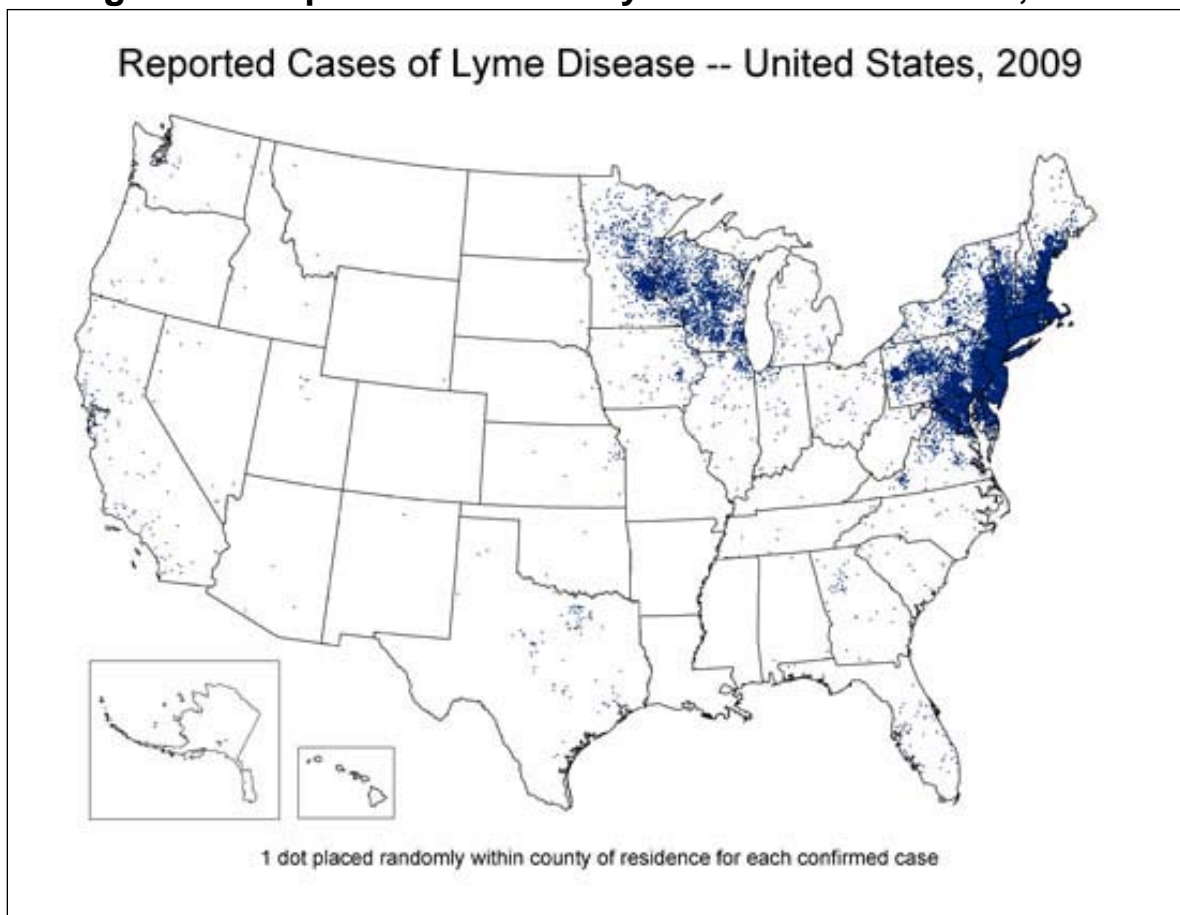 Reported Cases of Lyme Disease -- United States, 2009
1 dot placed randomly within county of residence for each confirmed case